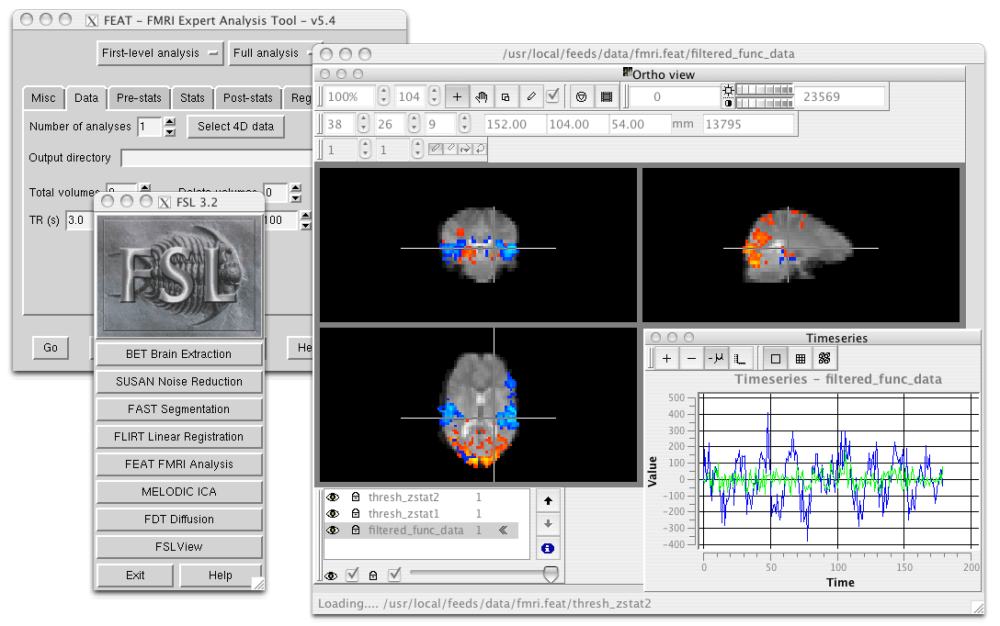 FEAT – FMRI Expert Analysis Tool – v5.4
First-level analysis
Full analysis
Misc
Data
Pre-stats
Stats
Post-stats
Reg
Number of analyses
1
Select 4D data
Output directory
Total volumes
0
TR (s)
3.0
100
Go
He
FSL 3.2
FSL
BET Brain Extraction
SUSAN Noise Reduction
FAST Segmentation
FLIRT Linear Registration
FEAT FMRI Analysis
MELODIC ICA
FDT Diffusion
FSLView
Exit
Help
/usr/local/feeds/data/fmri.feat/filtered_func_data
Ortho view
100%
104
0
23569
38
26
9
152.00
104.00
54.00
mm
13795
1
1
thresh_zstat2 1
thresh_zstat1 1
filtered_func_data 1
Loading.... /usr/local/feeds/data/fmri.feat/thresh_zstat2
Timeseries
Timeseries – filtered_func_data
Value
500
400
300
200
100
0
-100
-200
-300
-400
0 50 100 150 200
Time